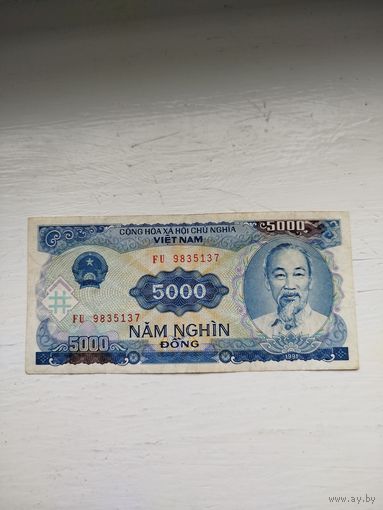 CỘNG HÒA XÃ HỘI CHỦ NGHĨA
VIỆT NAM
5000
FU 9835137
5000
FU 9835137
NĂM NGHÌN
ĐỒNG
5000
1991
www.ay.by